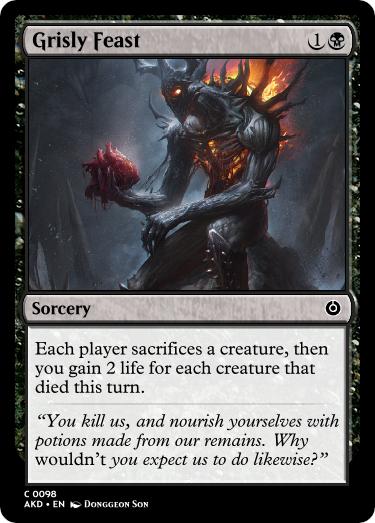 Grisly Feast 1
Sorcery
Each player sacrifices a creature, then
you gain 2 life for each creature that
died this turn.
“You kill us, and nourish yourselves with
potions made from our remains. Why
wouldn’t you expect us to do likewise?”
C 0098
AKD • EN Donggeon Son